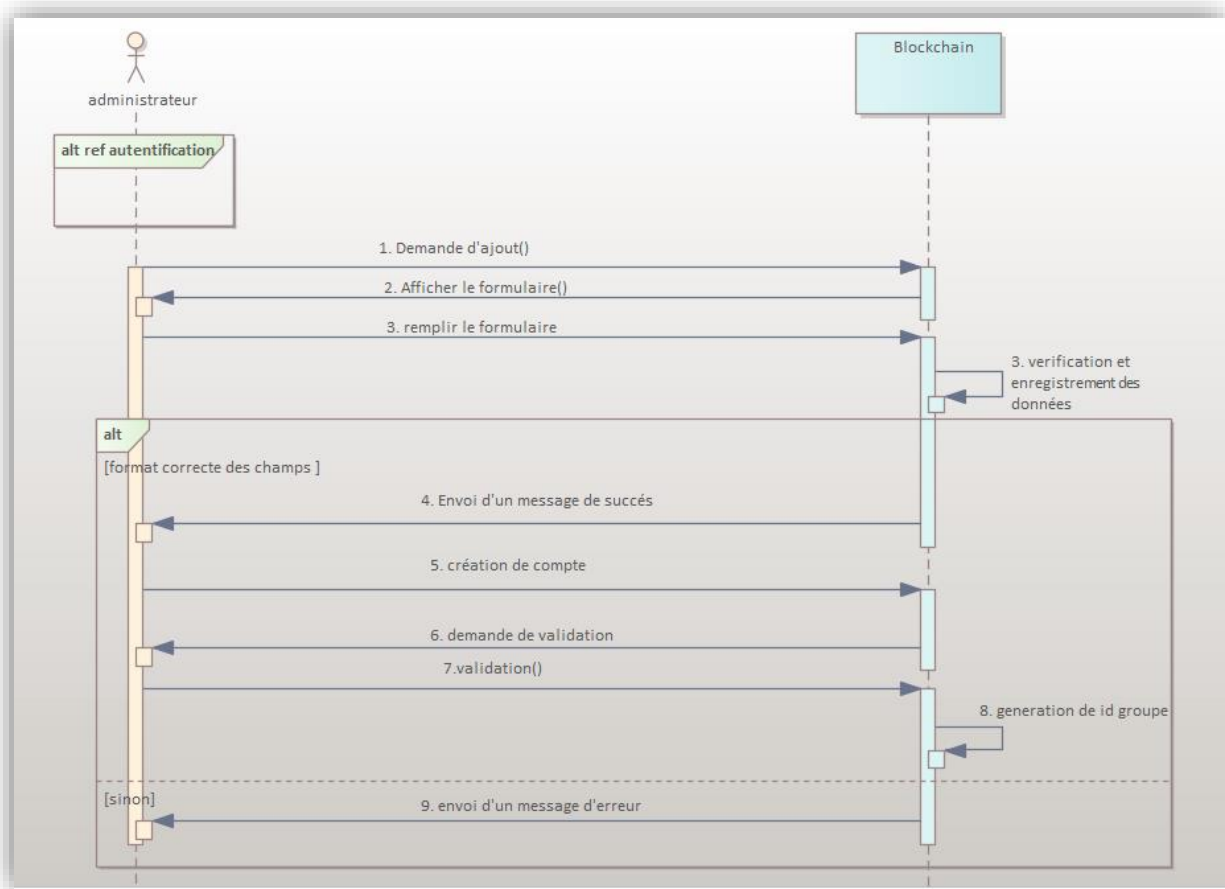 administrateur
Blockchain
alt ref autentification
1. Demande d'ajout()
2. Afficher le formulaire()
3. remplir le formulaire
3. verification et
enregistrement des
données
alt
[format correcte des champs ]
4. Envoi d'un message de succés
5. création de compte
6. demande de validation
7.validation()
8. generation de id groupe
[sinon]
9. envoi d'un message d'erreur